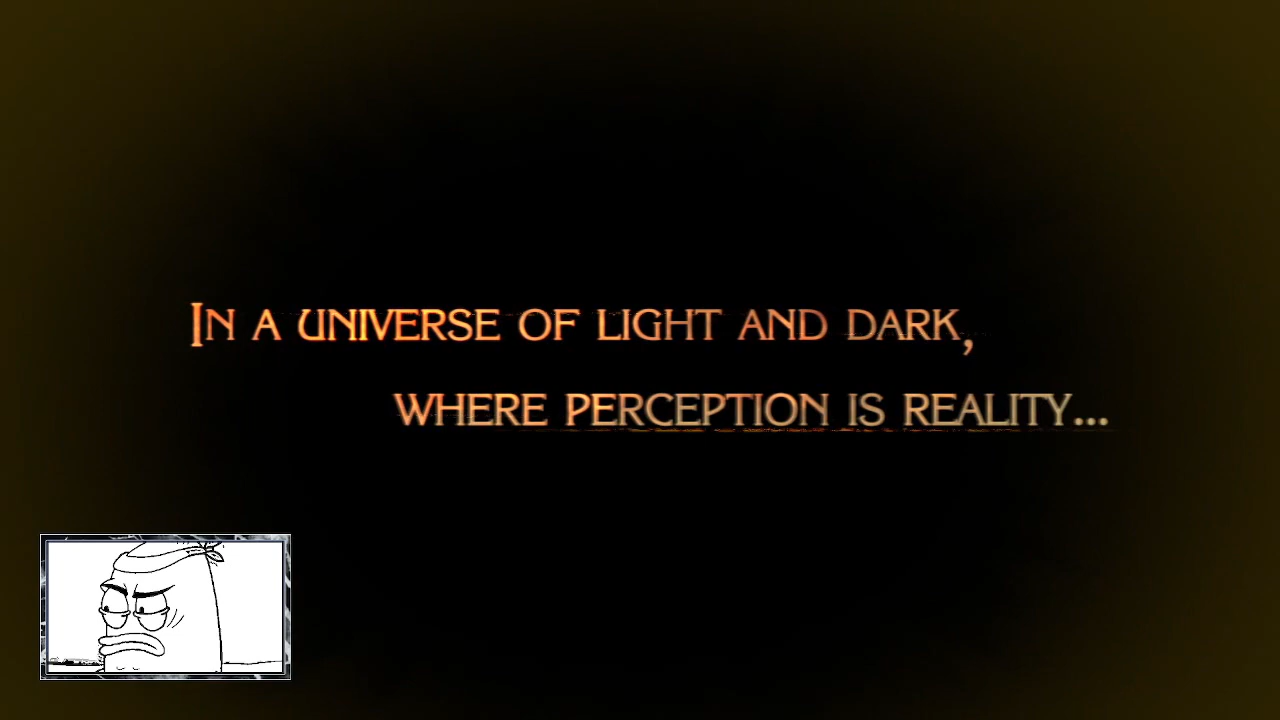 In a universe of light and dark,
where perception is reality...